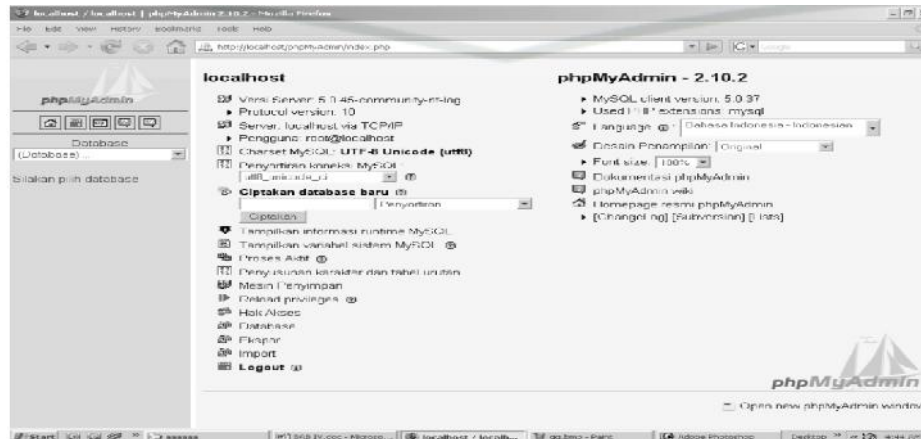 localhost / localhost | phpMyAdmin 2.10.2 - Mozilla Firefox
File Edit View History Bookmarks Tools Help
http://localhost/phpMyAdmin/index.php
phpMyAdmin
Database
(Database) ...
Silakan pilih database
localhost
Versi Server: 5.0.45-community-nt-log
Protocol version: 10
Server: localhost via TCP/IP
Pengguna: root@localhost
Charset MySQL: UTF-8 Unicode (utf8)
Penyortiran koneksi MySQL:
utf8_unicode_ci
Ciptakan database baru
Penyortiran
Ciptakan
Tampilkan informasi runtime MySQL
Tampilkan variabel sistem MySQL
Proses Aktif
Penyusunan karakter dan tabel urutan
Mesin Penyimpan
Reload privileges
Hak Akses
Database
Ekspor
Import
Logout
phpMyAdmin - 2.10.2
MySQL client version: 5.0.37
Used PHP extensions: mysql
Language: Bahasa Indonesia - Indonesian
Desain Penampilan: Original
Font size: 100%
Dokumentasi phpMyAdmin
phpMyAdmin wiki
Homepage resmi phpMyAdmin
[ChangeLog] [Subversion] [Lists]
phpMyAdmin
Open new phpMyAdmin window
Start
BAB IV.doc - Microso...
localhost / localh...
- Paint
Adobe Photoshop
Desktop